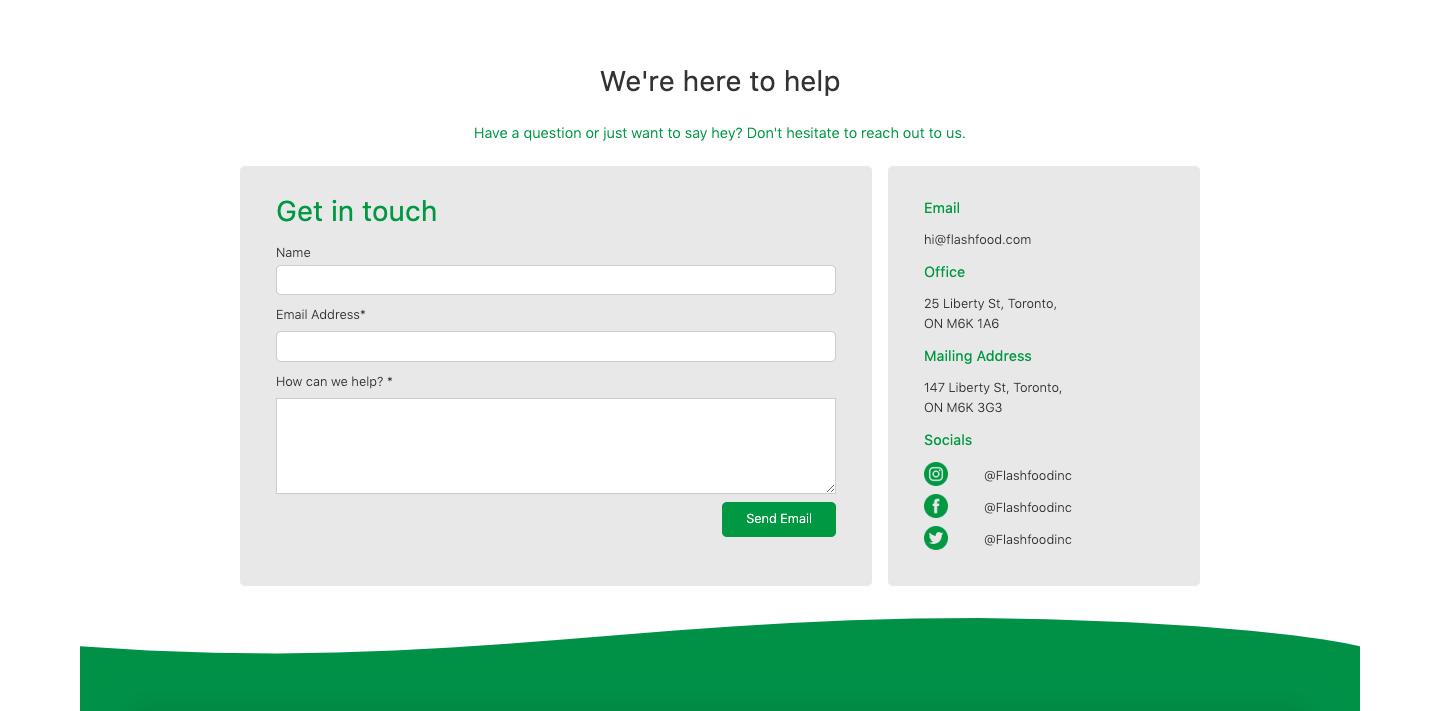 We're here to help
Have a question or just want to say hey? Don't hesitate to reach out to us.
Get in touch
Name
Email Address*
How can we help? *
Send Email
Email
hi@flashfood.com
Office
25 Liberty St, Toronto,
ON M6K 1A6
Mailing Address
147 Liberty St, Toronto,
ON M6K 3G3
Socials
@Flashfoodinc
@Flashfoodinc
@Flashfoodinc